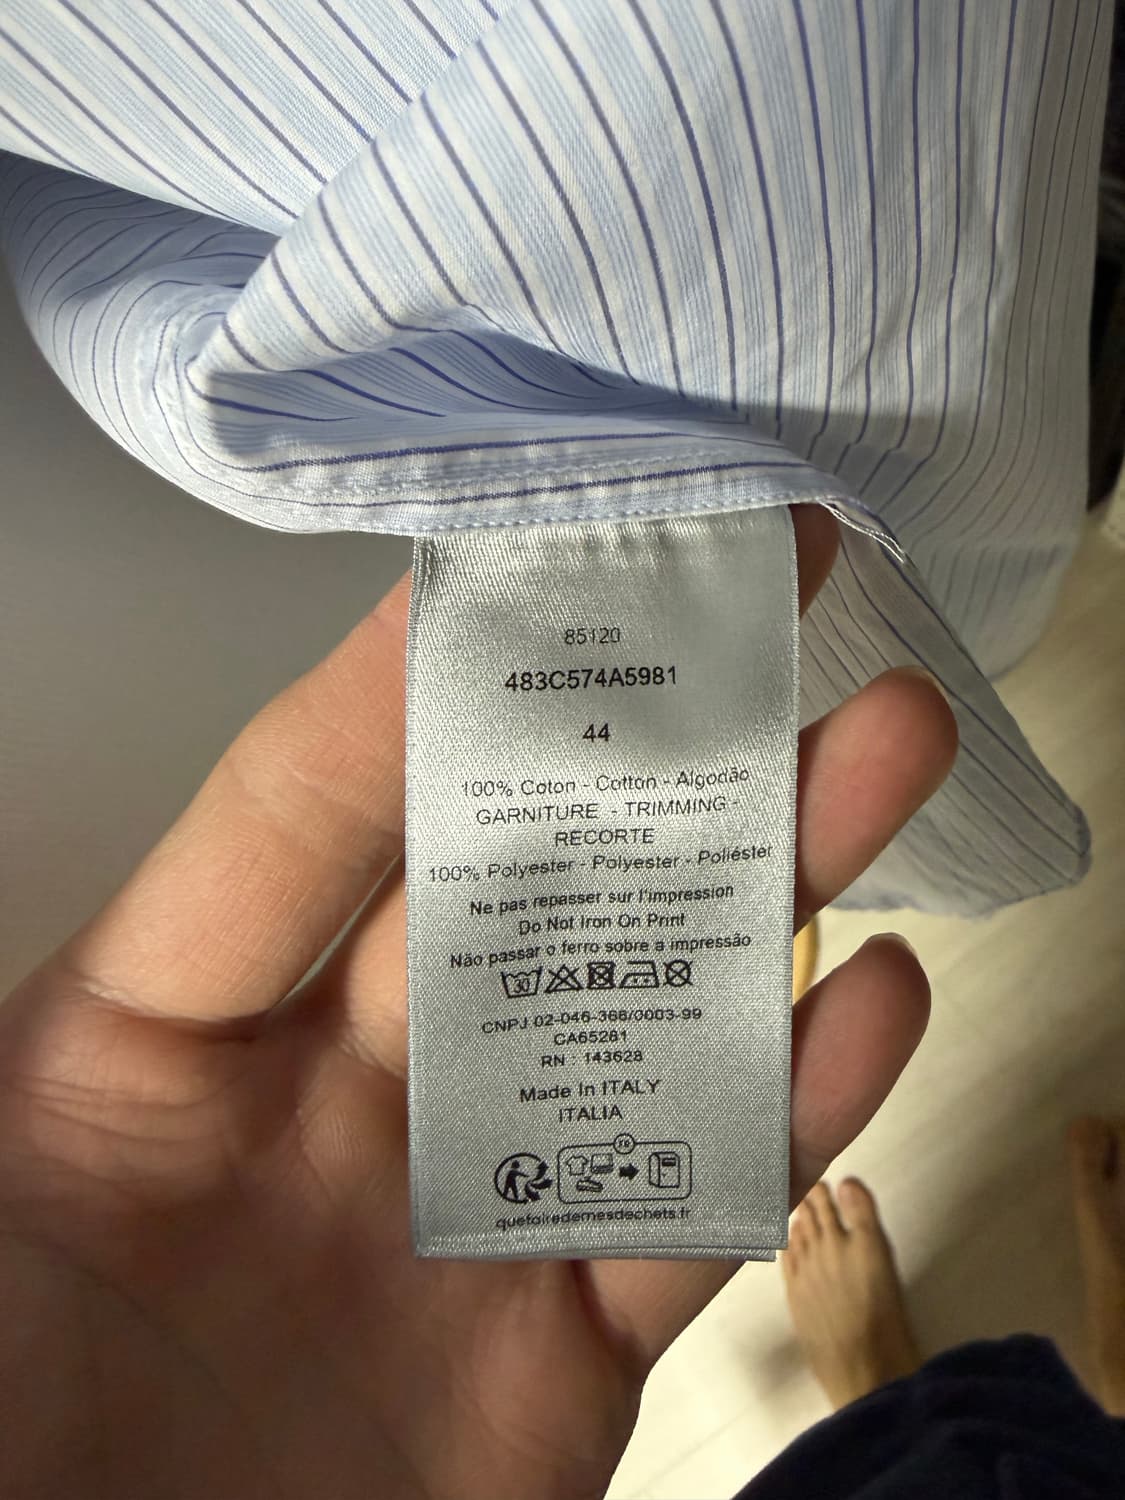 85120
483C574A5981
44
100% Coton - Cotton - Algodão
GARNITURE - TRIMMING -
RECORTE
100% Polyester - Polyester - Poliéster
Ne pas repasser sur l'impression
Do Not Iron On Print
Não passar o ferro sobre a impressão
30
CNPJ 02-046-366/0003-99
CA65281
RN : 143628
Made In ITALY
ITALIA
FR
quefairedemesdechets.fr